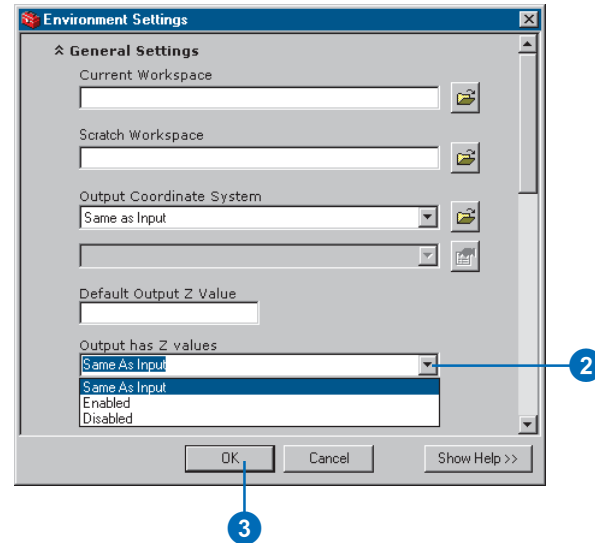 Environment Settings
General Settings
Current Workspace
Scratch Workspace
Output Coordinate System
Same as Input
Default Output Z Value
Output has Z values
Same As Input
2
Same As Input
Enabled
Disabled
OK
Cancel
Show Help >>
3